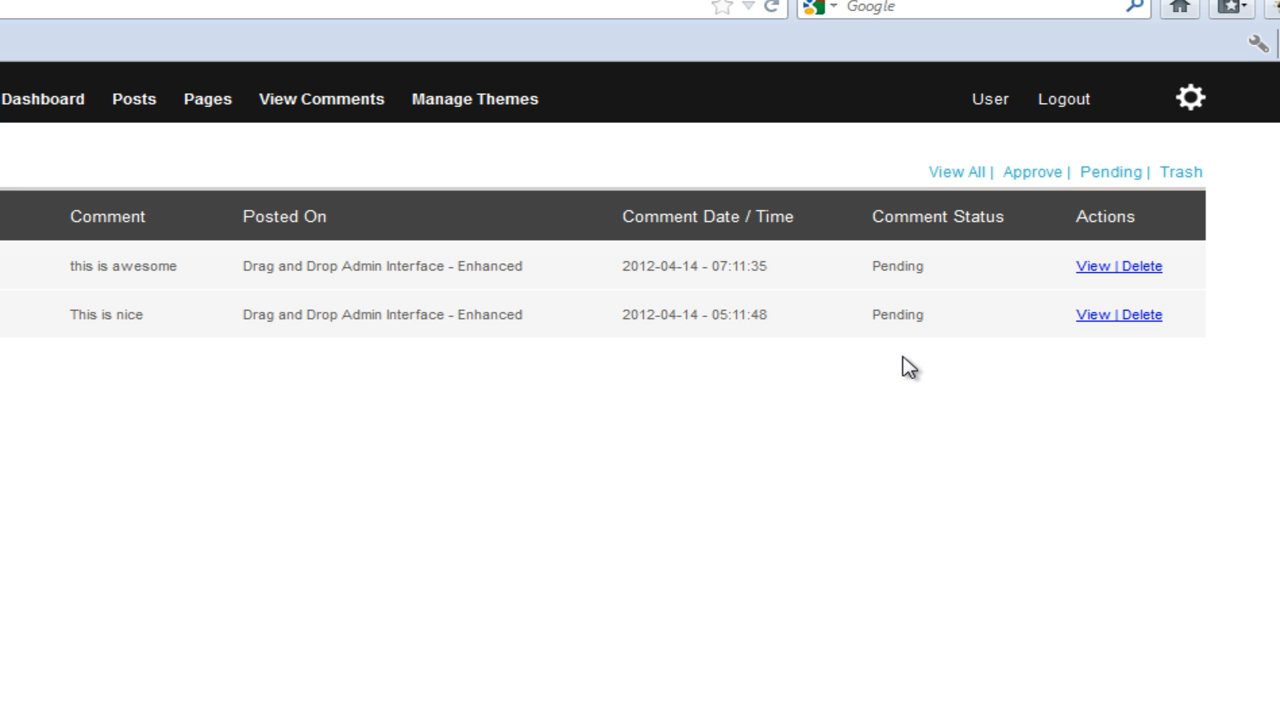 Google
Dashboard Posts Pages View Comments Manage Themes User Logout
View All | Approve | Pending | Trash
Comment Posted On Comment Date / Time Comment Status Actions
this is awesome Drag and Drop Admin Interface - Enhanced 2012-04-14 - 07:11:35 Pending View | Delete
This is nice Drag and Drop Admin Interface - Enhanced 2012-04-14 - 05:11:48 Pending View | Delete